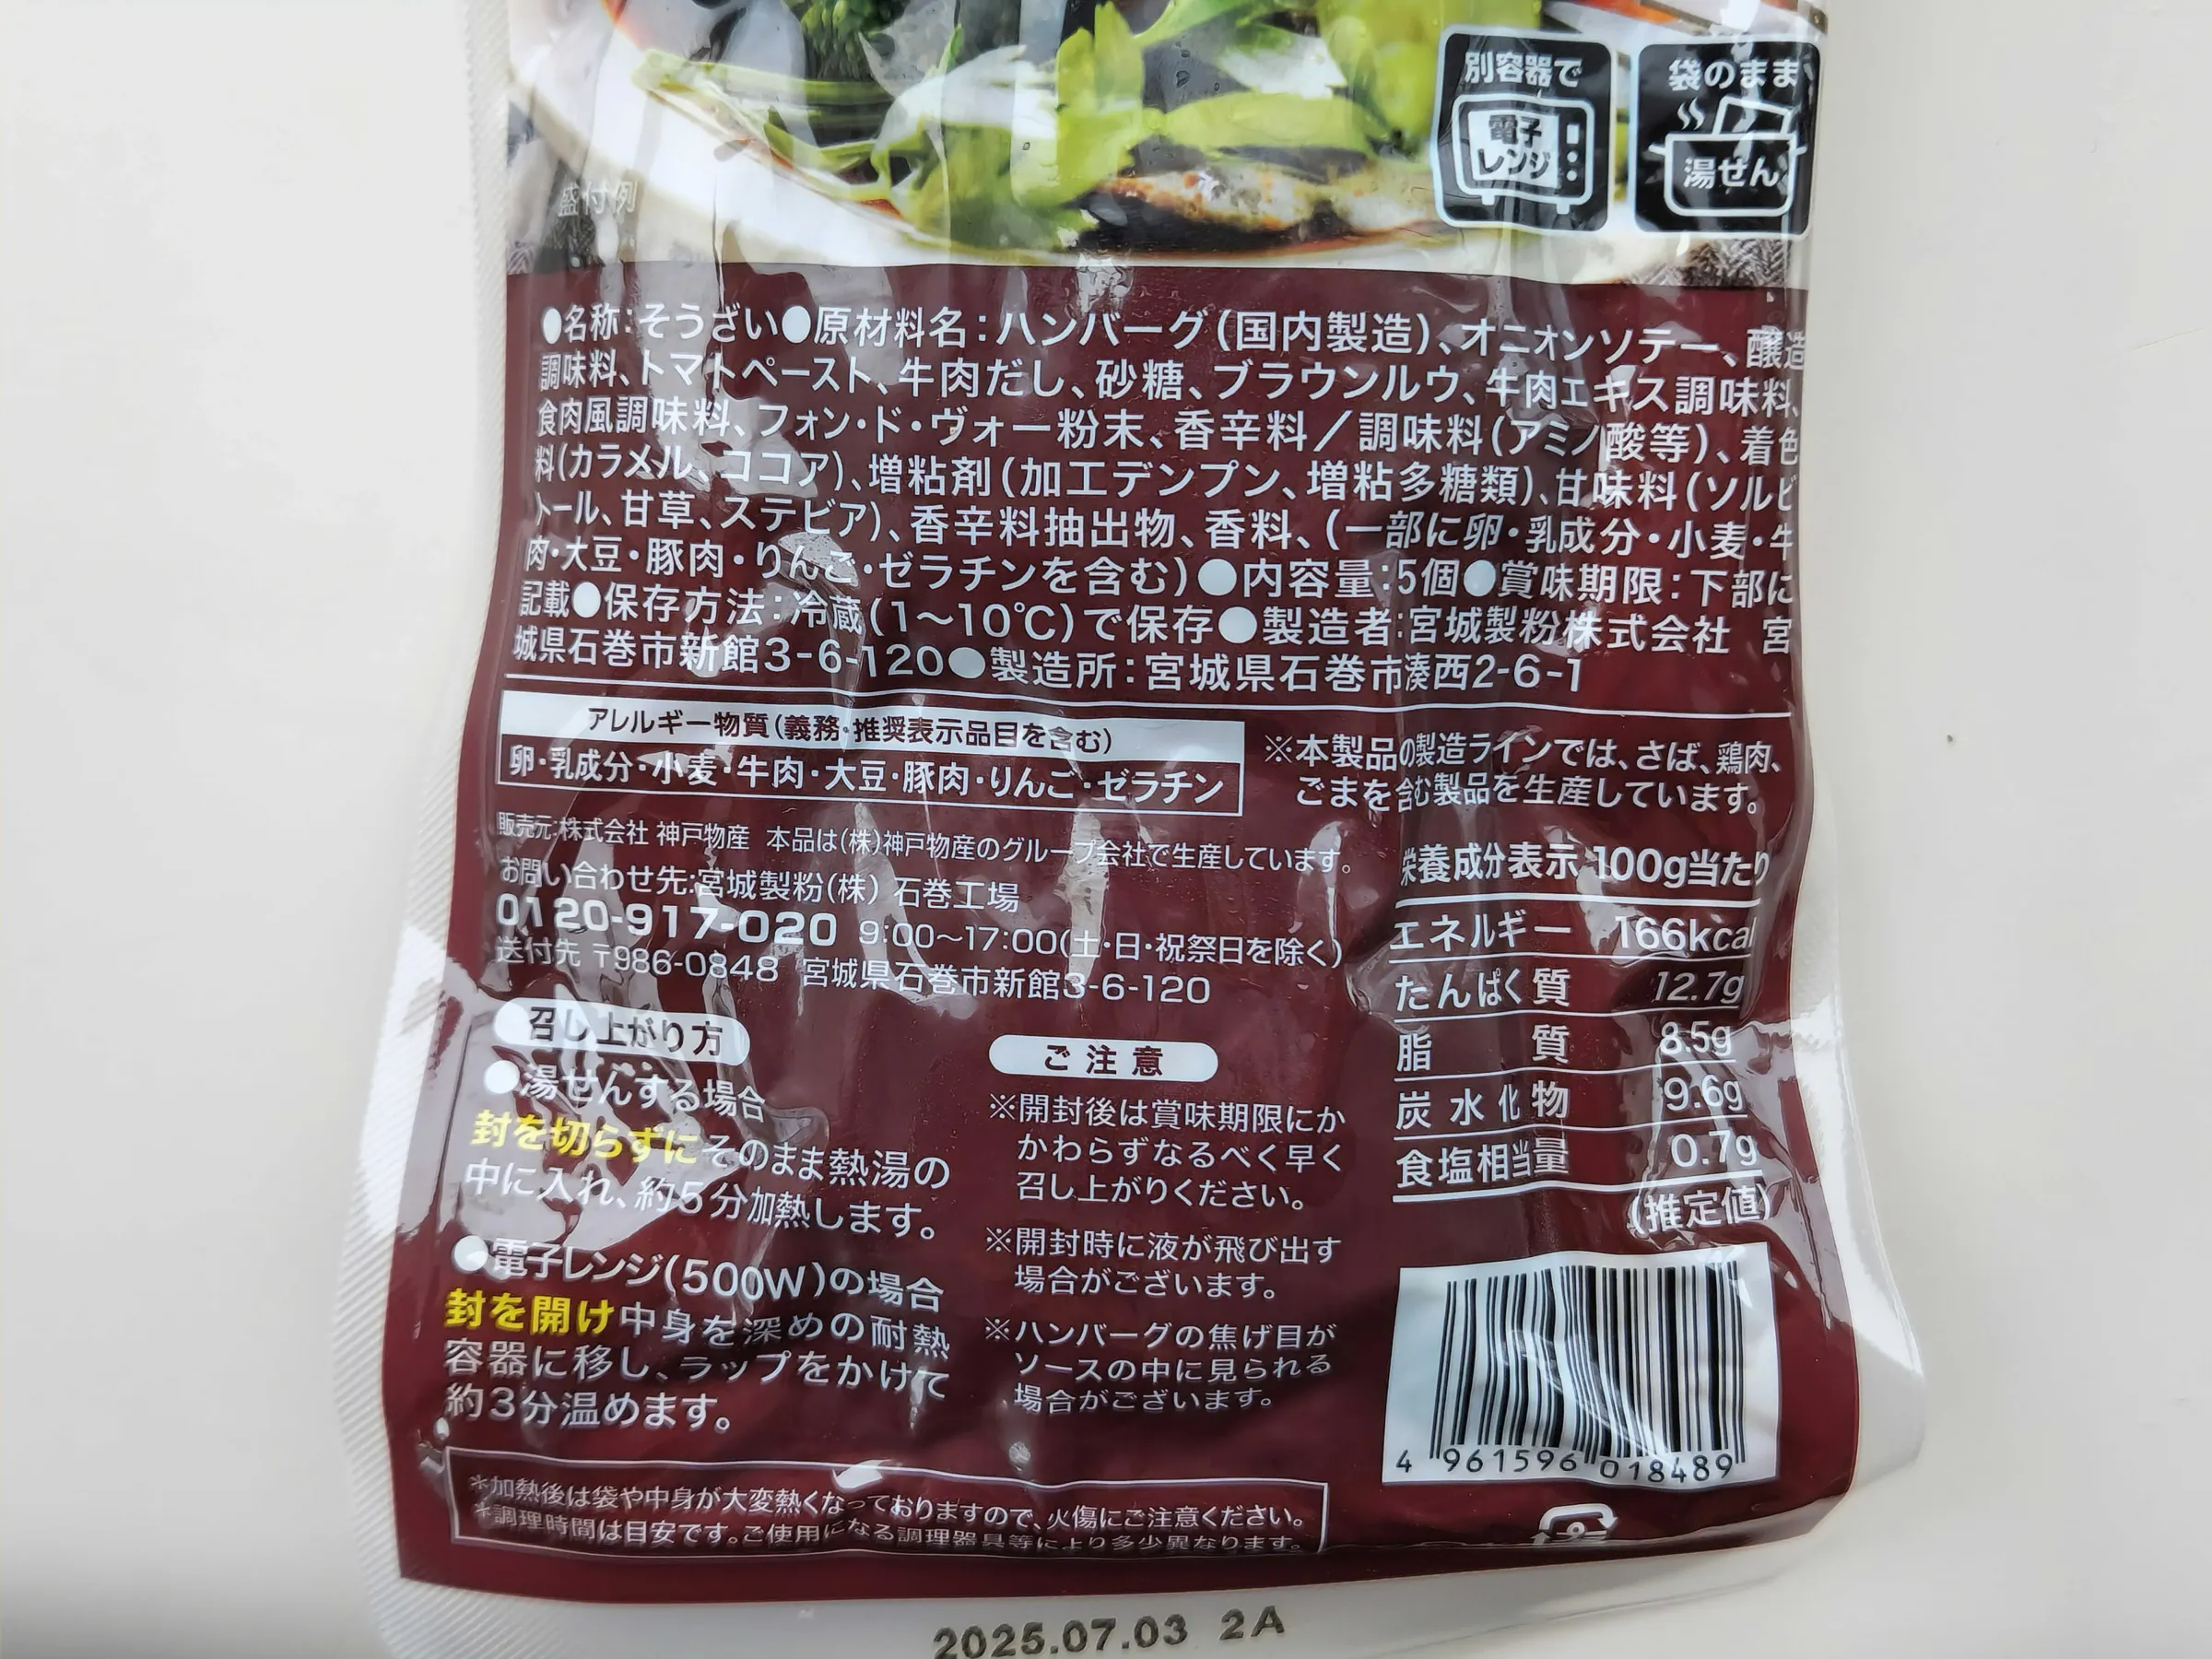 別容器で
電子
レンジ
袋のまま
湯せん
盛付例
●名称：そうざい●原材料名：ハンバーグ（国内製造）、オニオンソテー、醸造
調味料、トマトペースト、牛肉だし、砂糖、ブラウンルウ、牛肉エキス調味料、
食肉風調味料、フォン・ド・ヴォー粉末、香辛料／調味料（アミノ酸等）、着色
料（カラメル、ココア）、増粘剤（加工デンプン、増粘多糖類）、甘味料（ソルビ
トール、甘草、ステビア）、香辛料抽出物、香料、（一部に卵・乳成分・小麦・牛
肉・大豆・豚肉・りんご・ゼラチンを含む）●内容量：5個●賞味期限：下部に
記載●保存方法：冷蔵（1～10℃）で保存●製造者：宮城製粉株式会社 宮
城県石巻市新館3-6-120●製造所：宮城県石巻市湊西2-6-1
アレルギー物質（義務・推奨表示品目を含む）
卵・乳成分・小麦・牛肉・大豆・豚肉・りんご・ゼラチン
※本製品の製造ラインでは、さば、鶏肉、
ごまを含む製品を生産しています。
販売元：株式会社 神戸物産 本品は（株）神戸物産のグループ会社で生産しています。
お問い合わせ先：宮城製粉（株） 石巻工場
0120-917-020 9：00～17：00（土・日・祝祭日を除く）
送付先 〒986-0848 宮城県石巻市新館3-6-120
召し上がり方
●湯せんする場合
封を切らずにそのまま熱湯の
中に入れ、約5分加熱します。
●電子レンジ（500W）の場合
封を開け中身を深めの耐熱
容器に移し、ラップをかけて
約3分温めます。
ご注意
※開封後は賞味期限にか
かわらずなるべく早く
召し上がりください。
※開封時に液が飛び出す
場合がございます。
※ハンバーグの焦げ目が
ソースの中に見られる
場合がございます。
栄養成分表示 100g当たり
エネルギー 166kcal
たんぱく質 12.7g
脂質 8.5g
炭水化物 9.6g
食塩相当量 0.7g
（推定値）
4 961596 018489
＊加熱後は袋や中身が大変熱くなっておりますので、火傷にご注意ください。
＊調理時間は目安です。ご使用になる調理器具等により多少異なります。
2025.07.03 2A